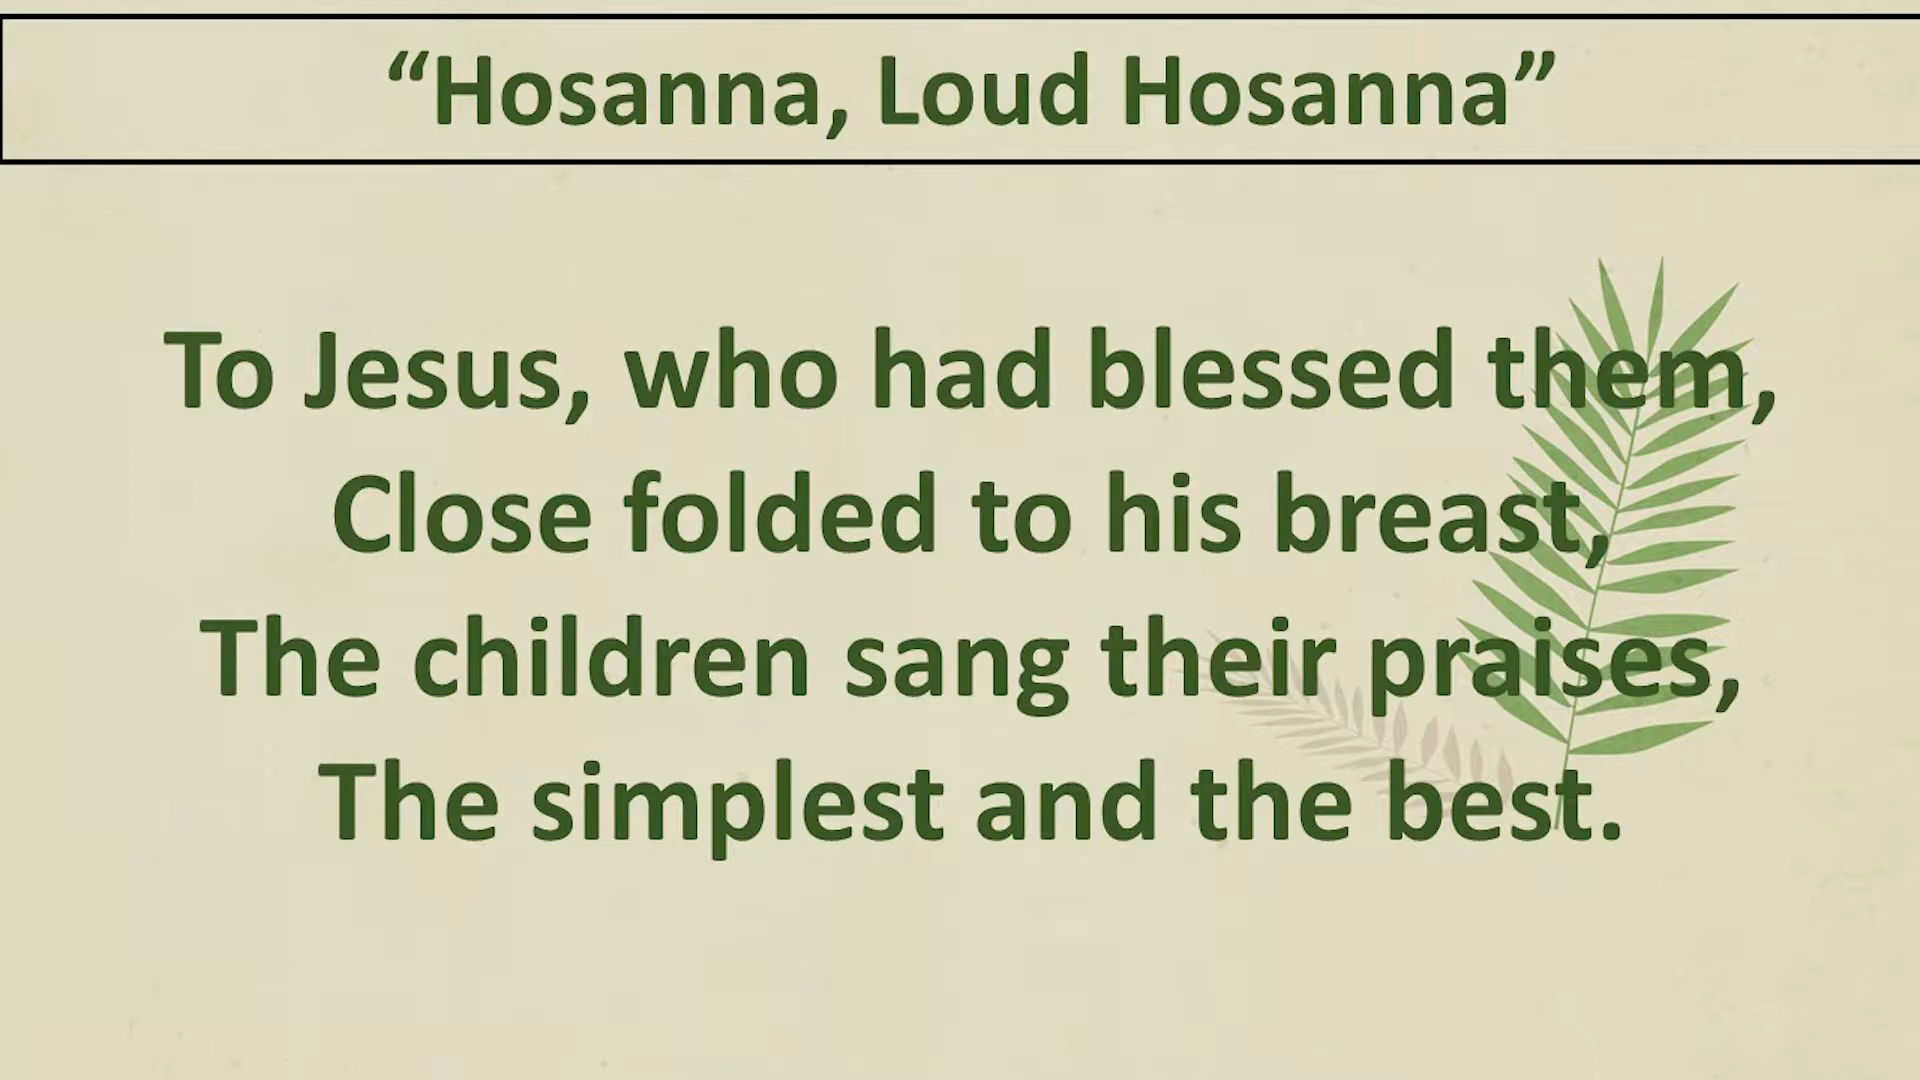 “Hosanna, Loud Hosanna”
To Jesus, who had blessed them,
Close folded to his breast,
The children sang their praises,
The simplest and the best.